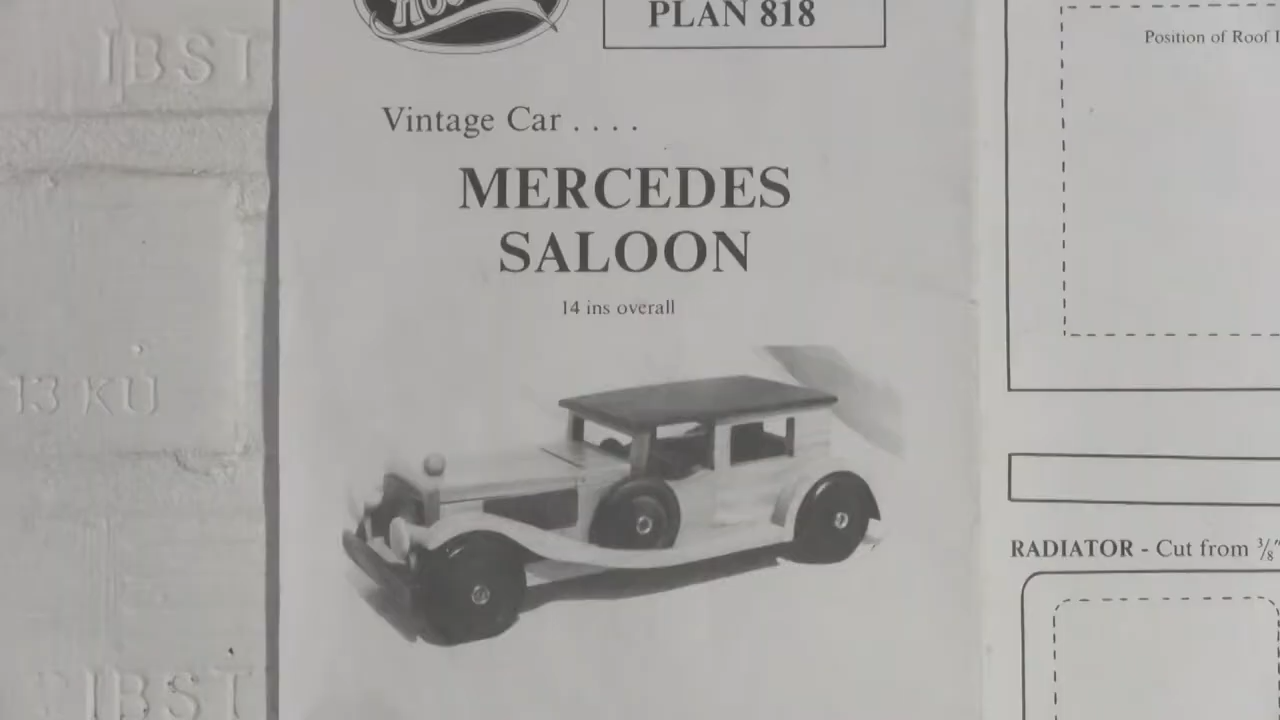 PLAN 818
Vintage Car . . . .
MERCEDES
SALOON
14 ins overall
Position of Roof
RADIATOR - Cut from 3/8"
IBST
13 KU
IBST